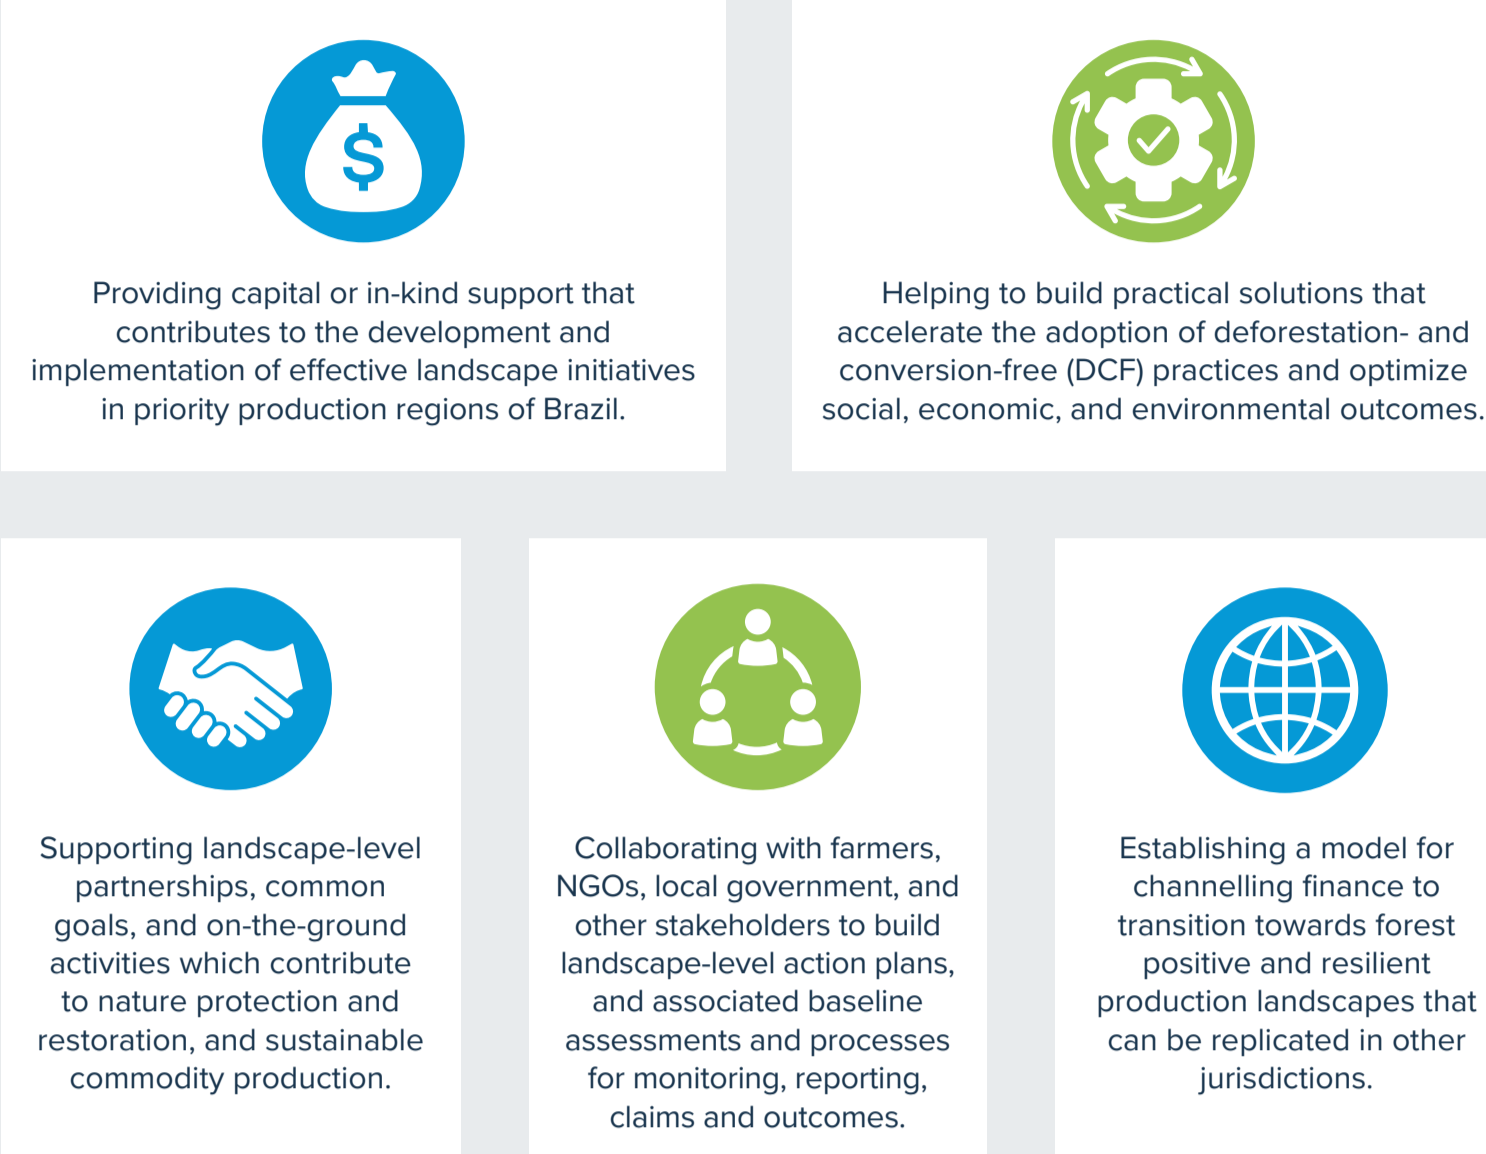 $
Providing capital or in-kind support that
contributes to the development and
implementation of effective landscape initiatives
in priority production regions of Brazil.
Helping to build practical solutions that
accelerate the adoption of deforestation- and
conversion-free (DCF) practices and optimize
social, economic, and environmental outcomes.
Supporting landscape-level
partnerships, common
goals, and on-the-ground
activities which contribute
to nature protection and
restoration, and sustainable
commodity production.
Collaborating with farmers,
NGOs, local government, and
other stakeholders to build
landscape-level action plans,
and associated baseline
assessments and processes
for monitoring, reporting,
claims and outcomes.
Establishing a model for
channelling finance to
transition towards forest
positive and resilient
production landscapes that
can be replicated in other
jurisdictions.